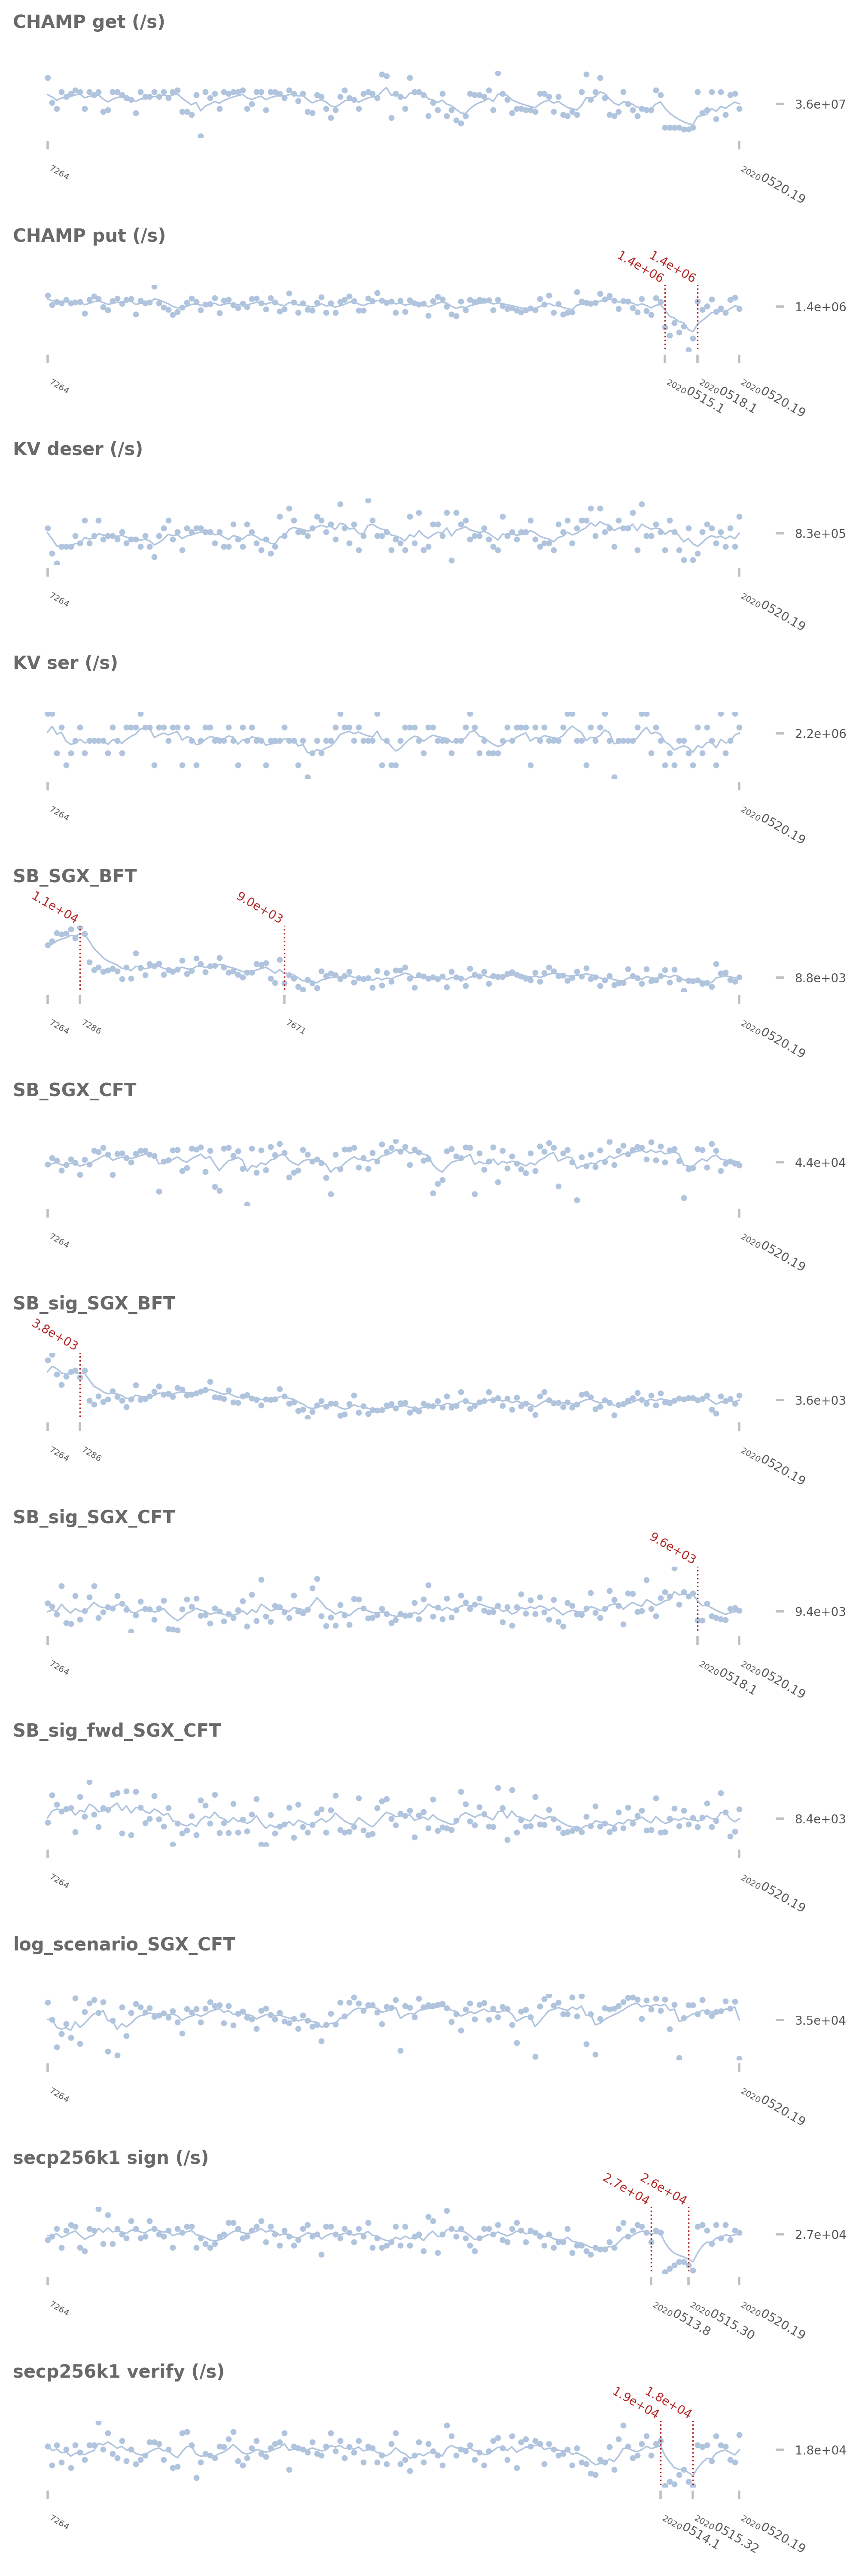 CHAMP get (/s)
3.6e+07
7264
20200520.19
CHAMP put (/s)
1.4e+06
1.4e+06
1.4e+06
7264
20200515.1
20200518.1
20200520.19
KV deser (/s)
8.3e+05
7264
20200520.19
KV ser (/s)
2.2e+06
7264
20200520.19
SB_SGX_BFT
1.1e+04
9.0e+03
8.8e+03
7264
7286
7671
20200520.19
SB_SGX_CFT
4.4e+04
7264
20200520.19
SB_sig_SGX_BFT
3.8e+03
3.6e+03
7264
7286
20200520.19
SB_sig_SGX_CFT
9.6e+03
9.4e+03
7264
20200518.1
20200520.19
SB_sig_fwd_SGX_CFT
8.4e+03
7264
20200520.19
log_scenario_SGX_CFT
3.5e+04
7264
20200520.19
secp256k1 sign (/s)
2.7e+04
2.6e+04
2.7e+04
7264
20200513.8
20200515.30
20200520.19
secp256k1 verify (/s)
1.9e+04
1.8e+04
1.8e+04
7264
20200514.1
20200515.32
20200520.19